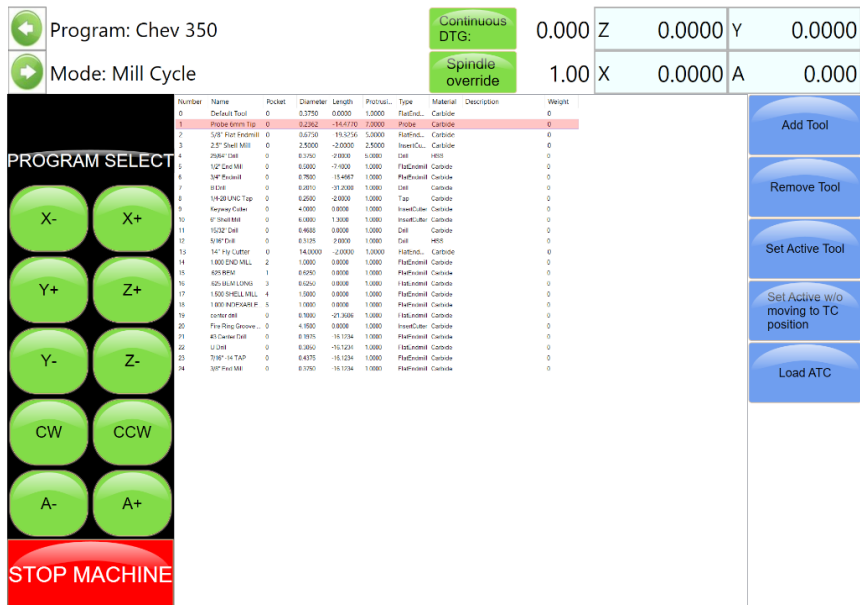 Program: Chev 350
Continuous DTG: 0.000 Z 0.0000 Y 0.0000
Mode: Mill Cycle
Spindle override 1.00 X 0.0000 A 0.000
PROGRAM SELECT
X- X+
Y+ Z+
Y- Z-
CW CCW
A- A+
STOP MACHINE
Number Name Pocket Diameter Length Protrusi... Type Material Description Weight
0 Default Tool 0 0.3750 0.0000 1.0000 FlatEnd... Carbide 0
1 Probe 6mm Tip 0 0.2362 -14.4770 7.0000 Probe Carbide 0
2 5/8" Flat Endmill 0 0.6750 -19.3256 5.0000 FlatEnd... Carbide 0
3 2.5" Shell Mill 0 2.5000 -2.0000 2.5000 InsertCu... Carbide 0
4 25/64" Drill 0 0.3750 -2.0000 6.0000 Drill HSS 0
5 1/2" End Mill 0 0.5000 -7.4000 1.0000 FlatEndmill Carbide 0
6 3/4" Endmill 0 0.7500 -15.4667 1.0000 FlatEndmill Carbide 0
7 B Drill 0 0.2010 -31.2000 1.0000 Drill Carbide 0
8 1/4-20 UNC Tap 0 0.2500 -2.0000 1.0000 Tap Carbide 0
9 Keyway Cutter 0 4.0000 0.0000 1.0000 InsertCutter Carbide 0
10 6" Shell Mill 0 6.0000 1.3000 1.0000 InsertCutter Carbide 0
11 15/32" Drill 0 0.4688 0.0000 1.0000 Drill Carbide 0
12 5/16" Drill 0 0.3125 2.0000 1.0000 Drill HSS 0
13 14" Fly Cutter 0 14.0000 -2.0000 1.0000 FlatEnd... Carbide 0
14 1.000 END MILL 2 1.0000 0.0000 1.0000 FlatEndmill Carbide 0
15 .625 BEM 1 0.6250 0.0000 1.0000 FlatEndmill Carbide 0
16 .625 BEM LONG 3 0.6250 0.0000 1.0000 FlatEndmill Carbide 0
17 1.500 SHELL MILL 4 1.5000 0.0000 1.0000 FlatEndmill Carbide 0
18 1.000 INDEXABLE 5 1.0000 0.0000 1.0000 FlatEndmill Carbide 0
19 center drill 0 0.1000 -21.3606 1.0000 FlatEndmill Carbide 0
20 Fire Ring Groove ... 0 4.1500 0.0000 1.0000 InsertCutter Carbide 0
21 #3 Center Drill 0 0.1975 -16.1234 1.0000 FlatEndmill Carbide 0
22 U Drill 0 -16.1234 1.0000 FlatEndmill Carbide 0
23 7/16"-14 TAP 0 0.4375 -16.1234 1.0000 FlatEndmill Carbide 0
24 3/8" End Mill 0 0.3750 -16.1234 1.0000 FlatEndmill Carbide 0
Add Tool
Remove Tool
Set Active Tool
Set Active w/o
moving to TC
position
Load ATC